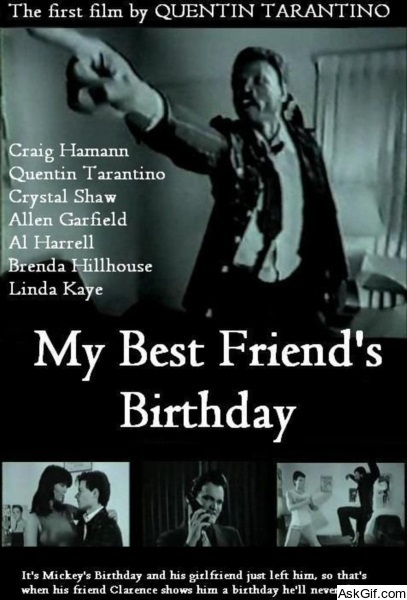 The first film by QUENTIN TARANTINO
Craig Hamann
Quentin Tarantino
Crystal Shaw
Allen Garfield
Al Harrell
Brenda Hillhouse
Linda Kaye
My Best Friend's
Birthday
It's Mickey's Birthday and his girlfriend just left him, so that's
when his friend Clarence shows him a birthday he'll never
AskGif.com